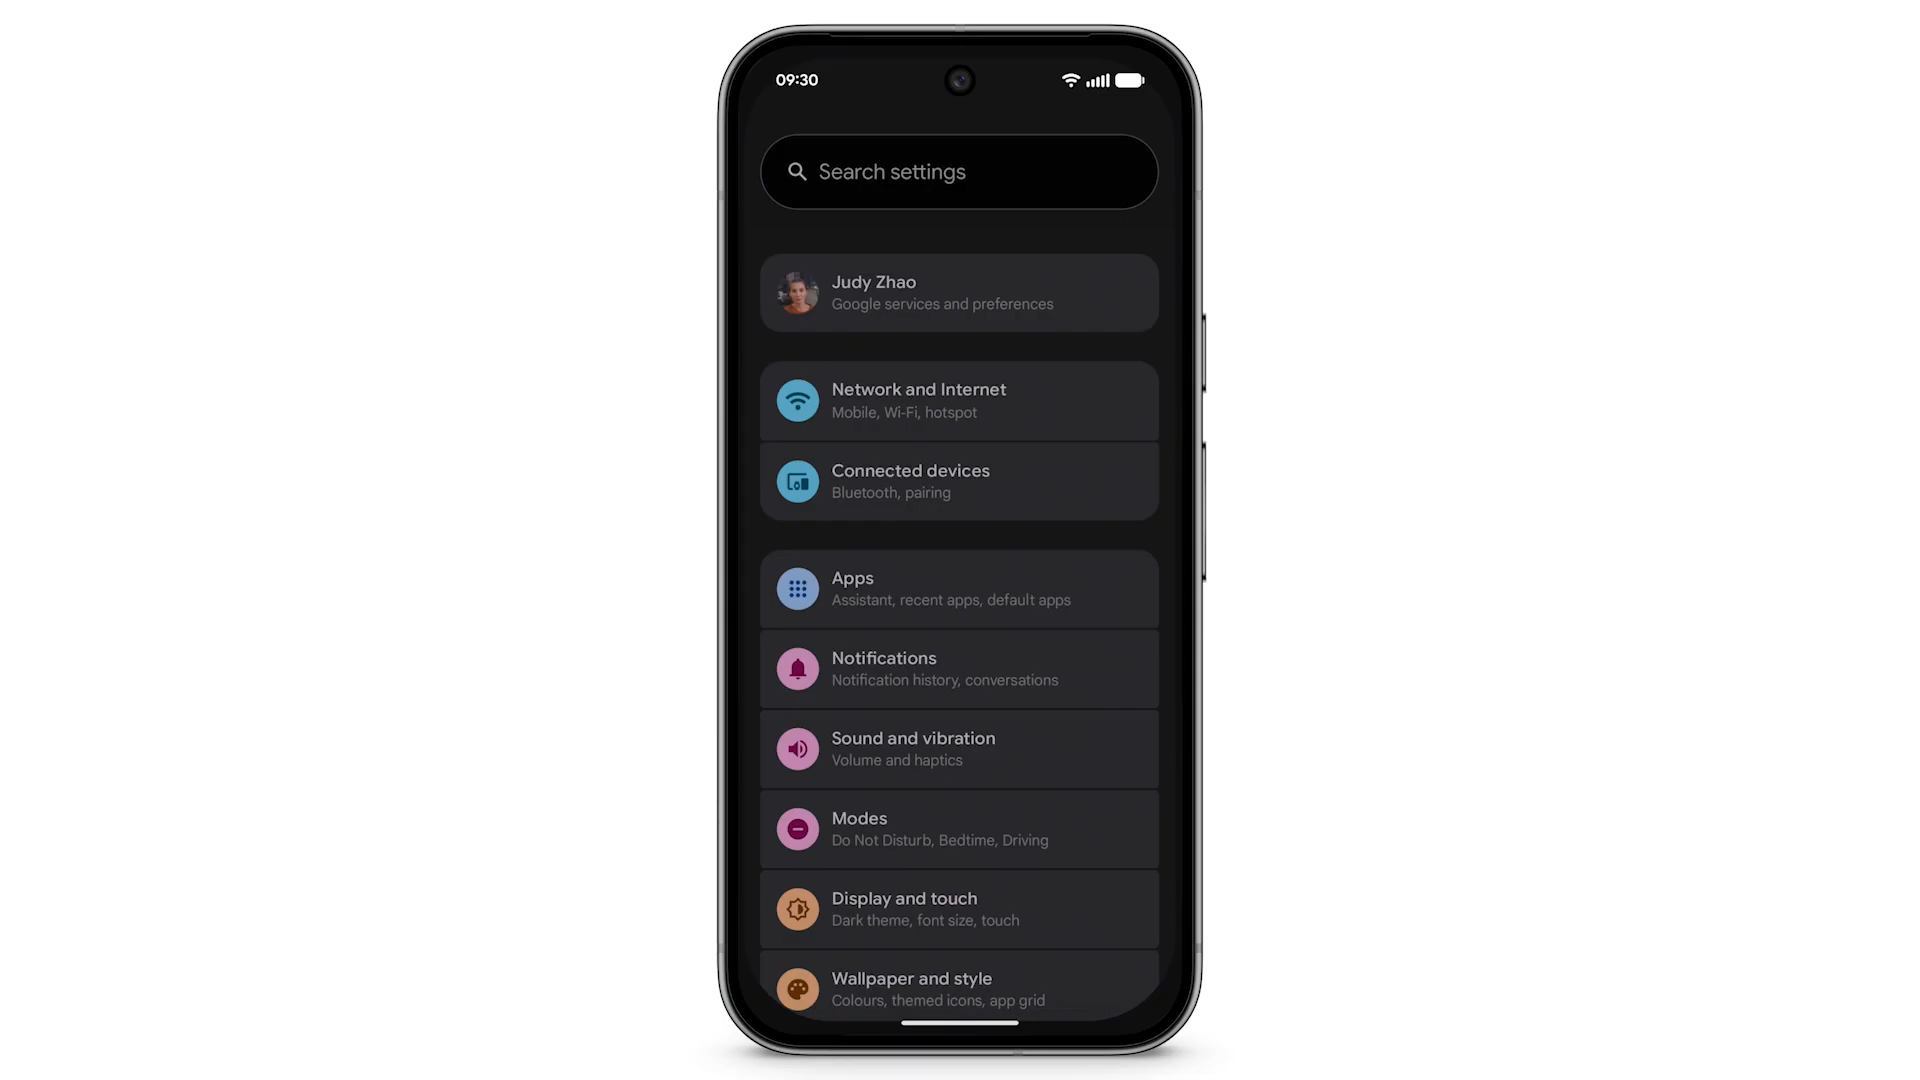 09:30
Search settings
Judy Zhao
Google services and preferences
Network and Internet
Mobile, Wi-Fi, hotspot
Connected devices
Bluetooth, pairing
Apps
Assistant, recent apps, default apps
Notifications
Notification history, conversations
Sound and vibration
Volume and haptics
Modes
Do Not Disturb, Bedtime, Driving
Display and touch
Dark theme, font size, touch
Wallpaper and style
Colours, themed icons, app grid